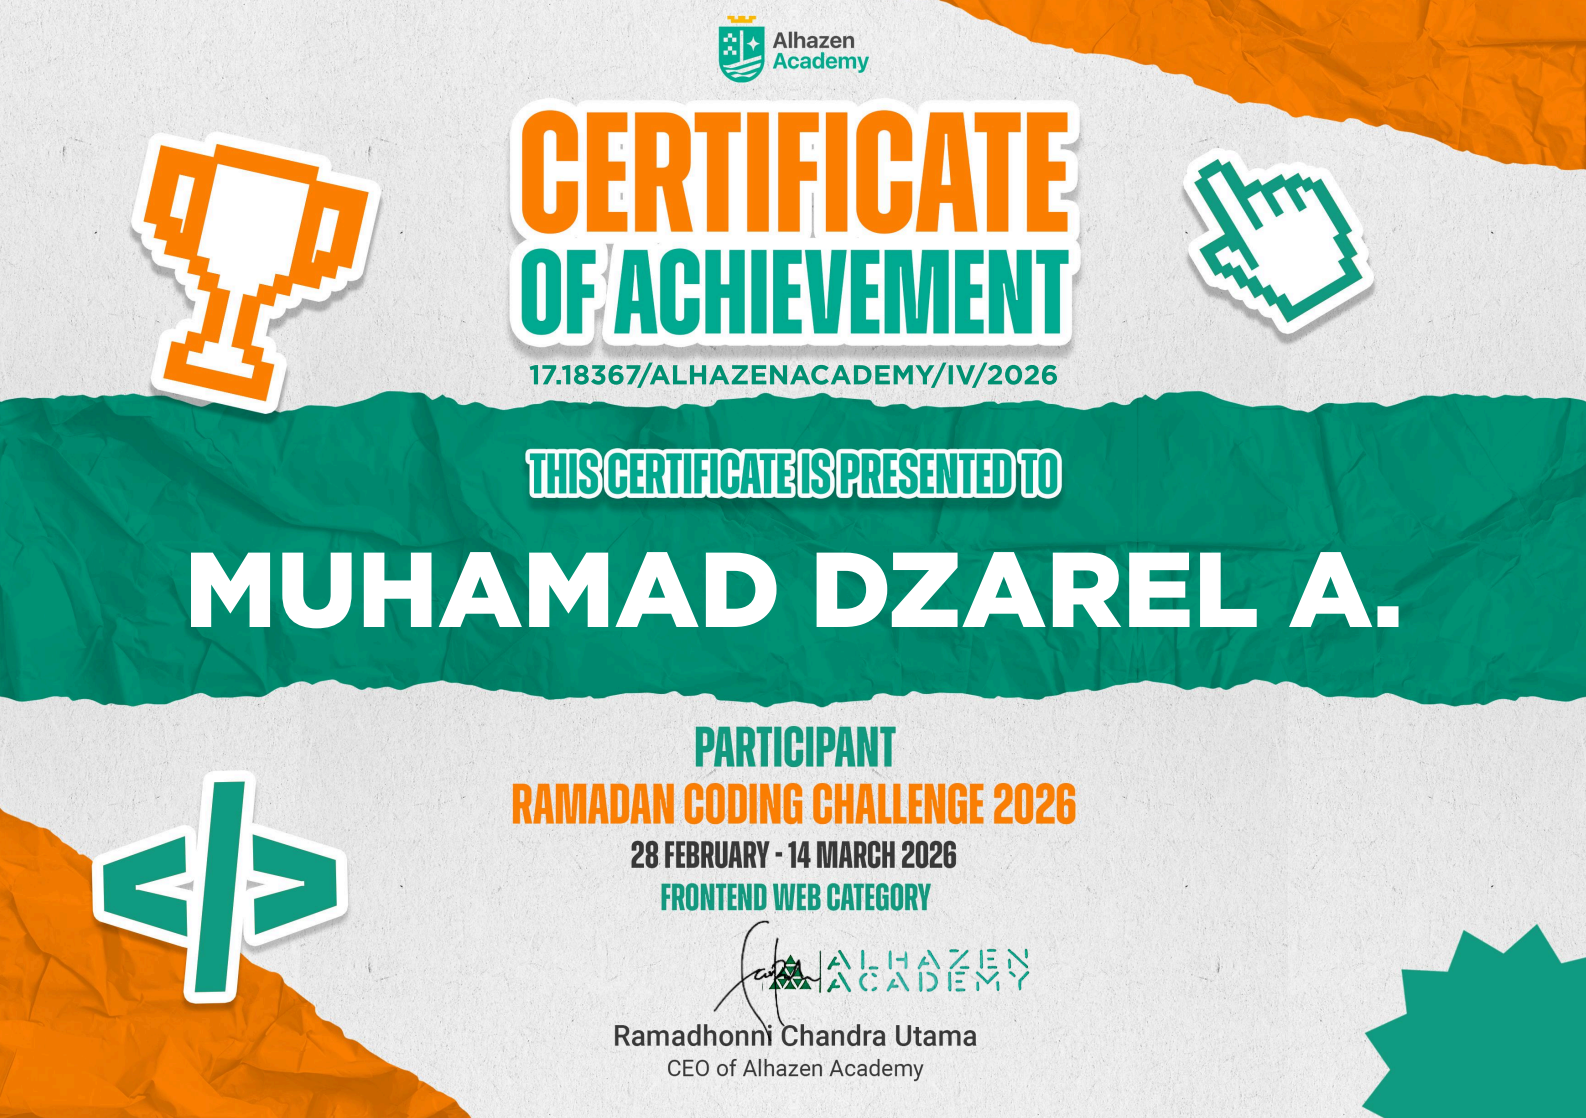 Alhazen
Academy
CERTIFICATE
OF ACHIEVEMENT
17.18367/ALHAZENACADEMY/IV/2026
THIS CERTIFICATE IS PRESENTED TO
MUHAMAD DZAREL A.
PARTICIPANT
RAMADAN CODING CHALLENGE 2026
28 FEBRUARY - 14 MARCH 2026
FRONTEND WEB CATEGORY
ALHAZEN
ACADEMY
Ramadhonni Chandra Utama
CEO of Alhazen Academy